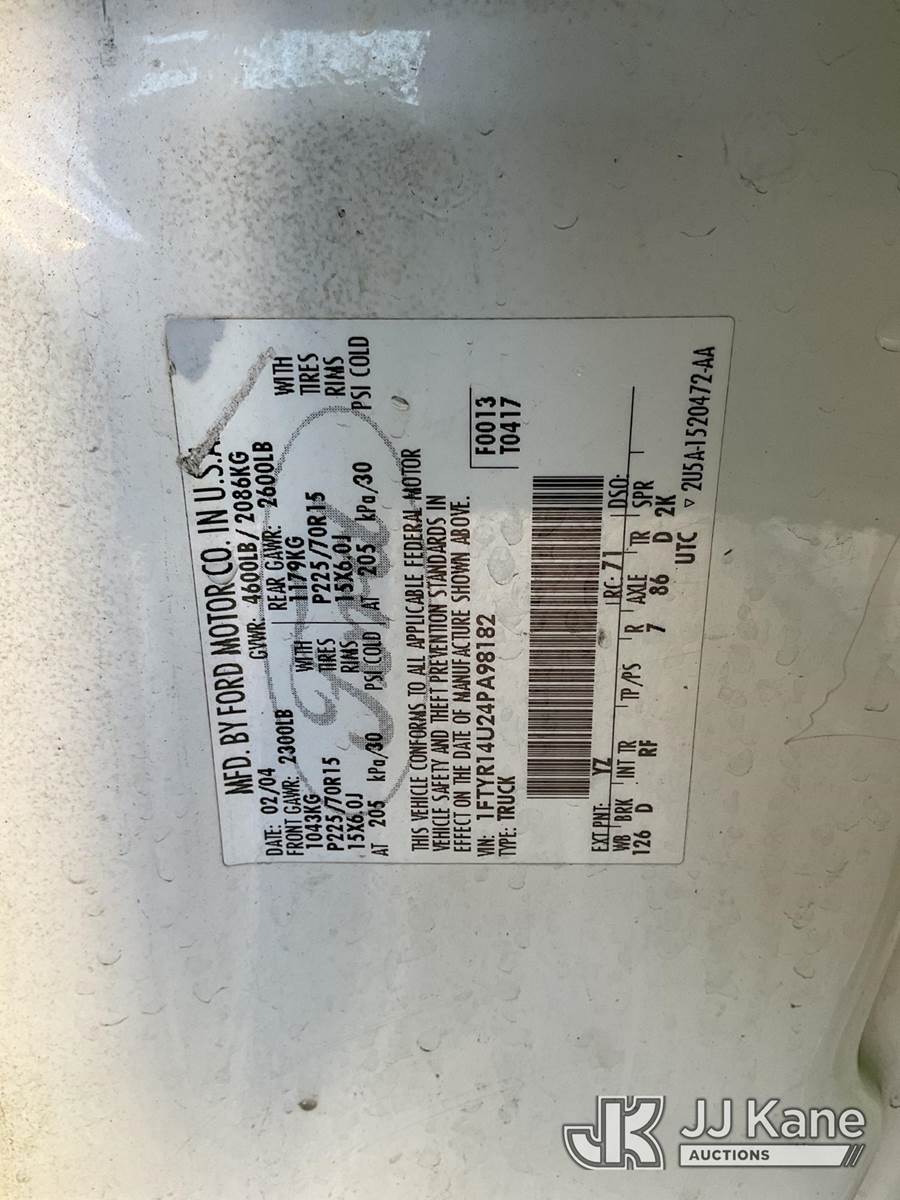 MFD. BY FORD MOTOR CO. IN U.S.A
DATE: 02/04 GVWR: 4600LB/ 2086KG
FRONT GAWR: 2300LB REAR GAWR: 2600LB
1043KG WITH 1179KG WITH
P225/70R15 TIRES P225/70R15 TIRES
15X6.0J RIMS 15X6.0J RIMS
AT 205 kPa/30 PSI COLD AT 205 kPa/30 PSI COLD
Ford
THIS VEHICLE CONFORMS TO ALL APPLICABLE FEDERAL MOTOR
VEHICLE SAFETY AND THEFT PREVENTION STANDARDS IN
EFFECT ON THE DATE OF MANUFACTURE SHOWN ABOVE.
VIN: 1FTYR14U24PA98182
TYPE: TRUCK
F0013
T0417
EXT PNT: YZ RC: 71 DSO:
WB BRK INT TR TP/PS R AXLE TR SPR
126 D RF 7 86 D 2K
UTC
▽ 2U5A-1520472-AA
JK JJ Kane
AUCTIONS